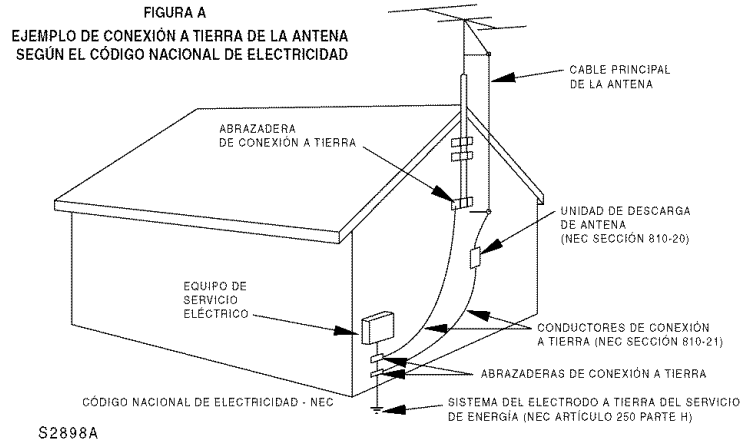 FIGURA A
EJEMPLO DE CONEXIÓN A TIERRA DE LA ANTENA
SEGÚN EL CÓDIGO NACIONAL DE ELECTRICIDAD
CABLE PRINCIPAL
DE LA ANTENA
ABRAZADERA
DE CONEXIÓN A TIERRA
UNIDAD DE DESCARGA
DE ANTENA
(NEC SECCIÓN 810-20)
EQUIPO DE
SERVICIO
ELÉCTRICO
CONDUCTORES DE CONEXIÓN
A TIERRA (NEC SECCIÓN 810-21)
ABRAZADERAS DE CONEXIÓN A TIERRA
CÓDIGO NACIONAL DE ELECTRICIDAD - NEC
SISTEMA DEL ELECTRODO A TIERRA DEL SERVICIO
DE ENERGÍA (NEC ARTÍCULO 250 PARTE H)
S2898A